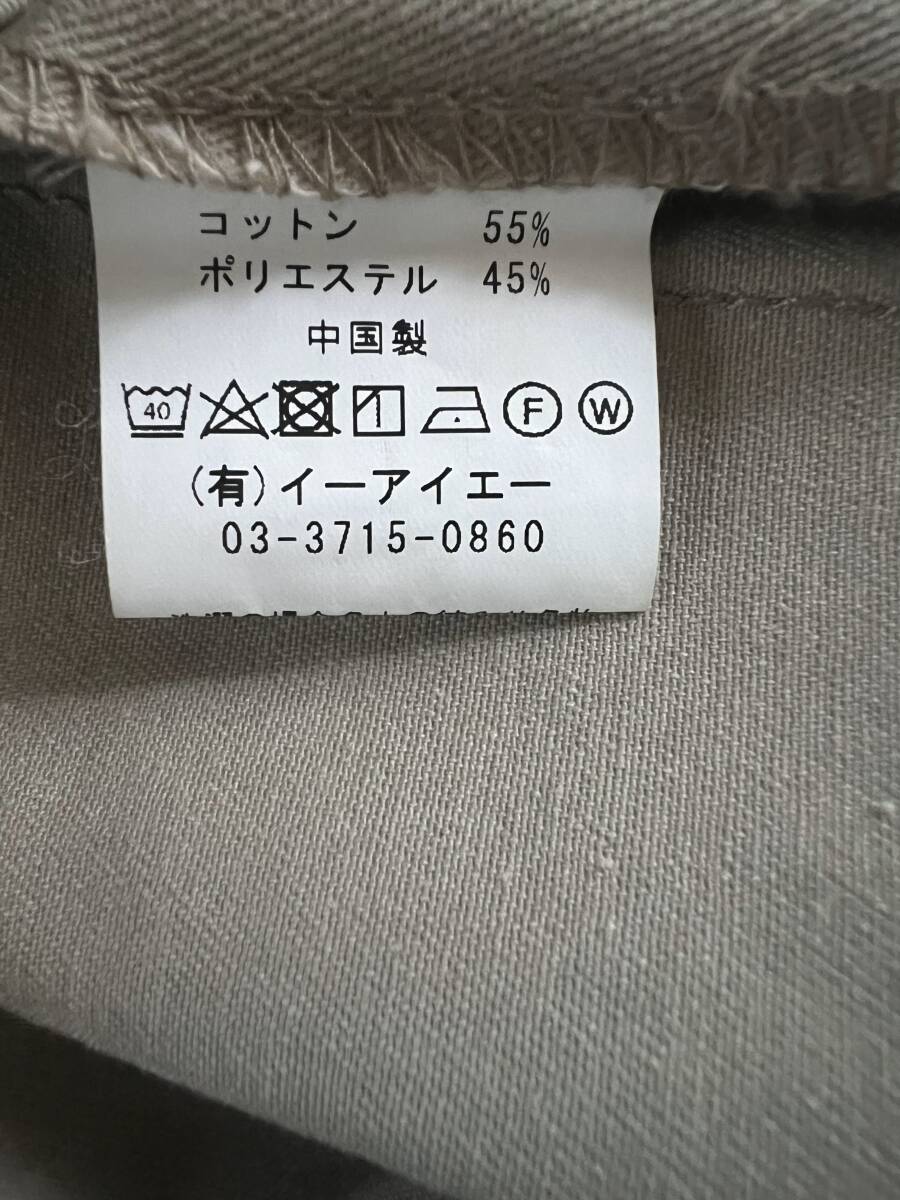 コットン 55%
ポリエステル 45%
中国製
40 F W
(有)イーアイエー
03-3715-0860